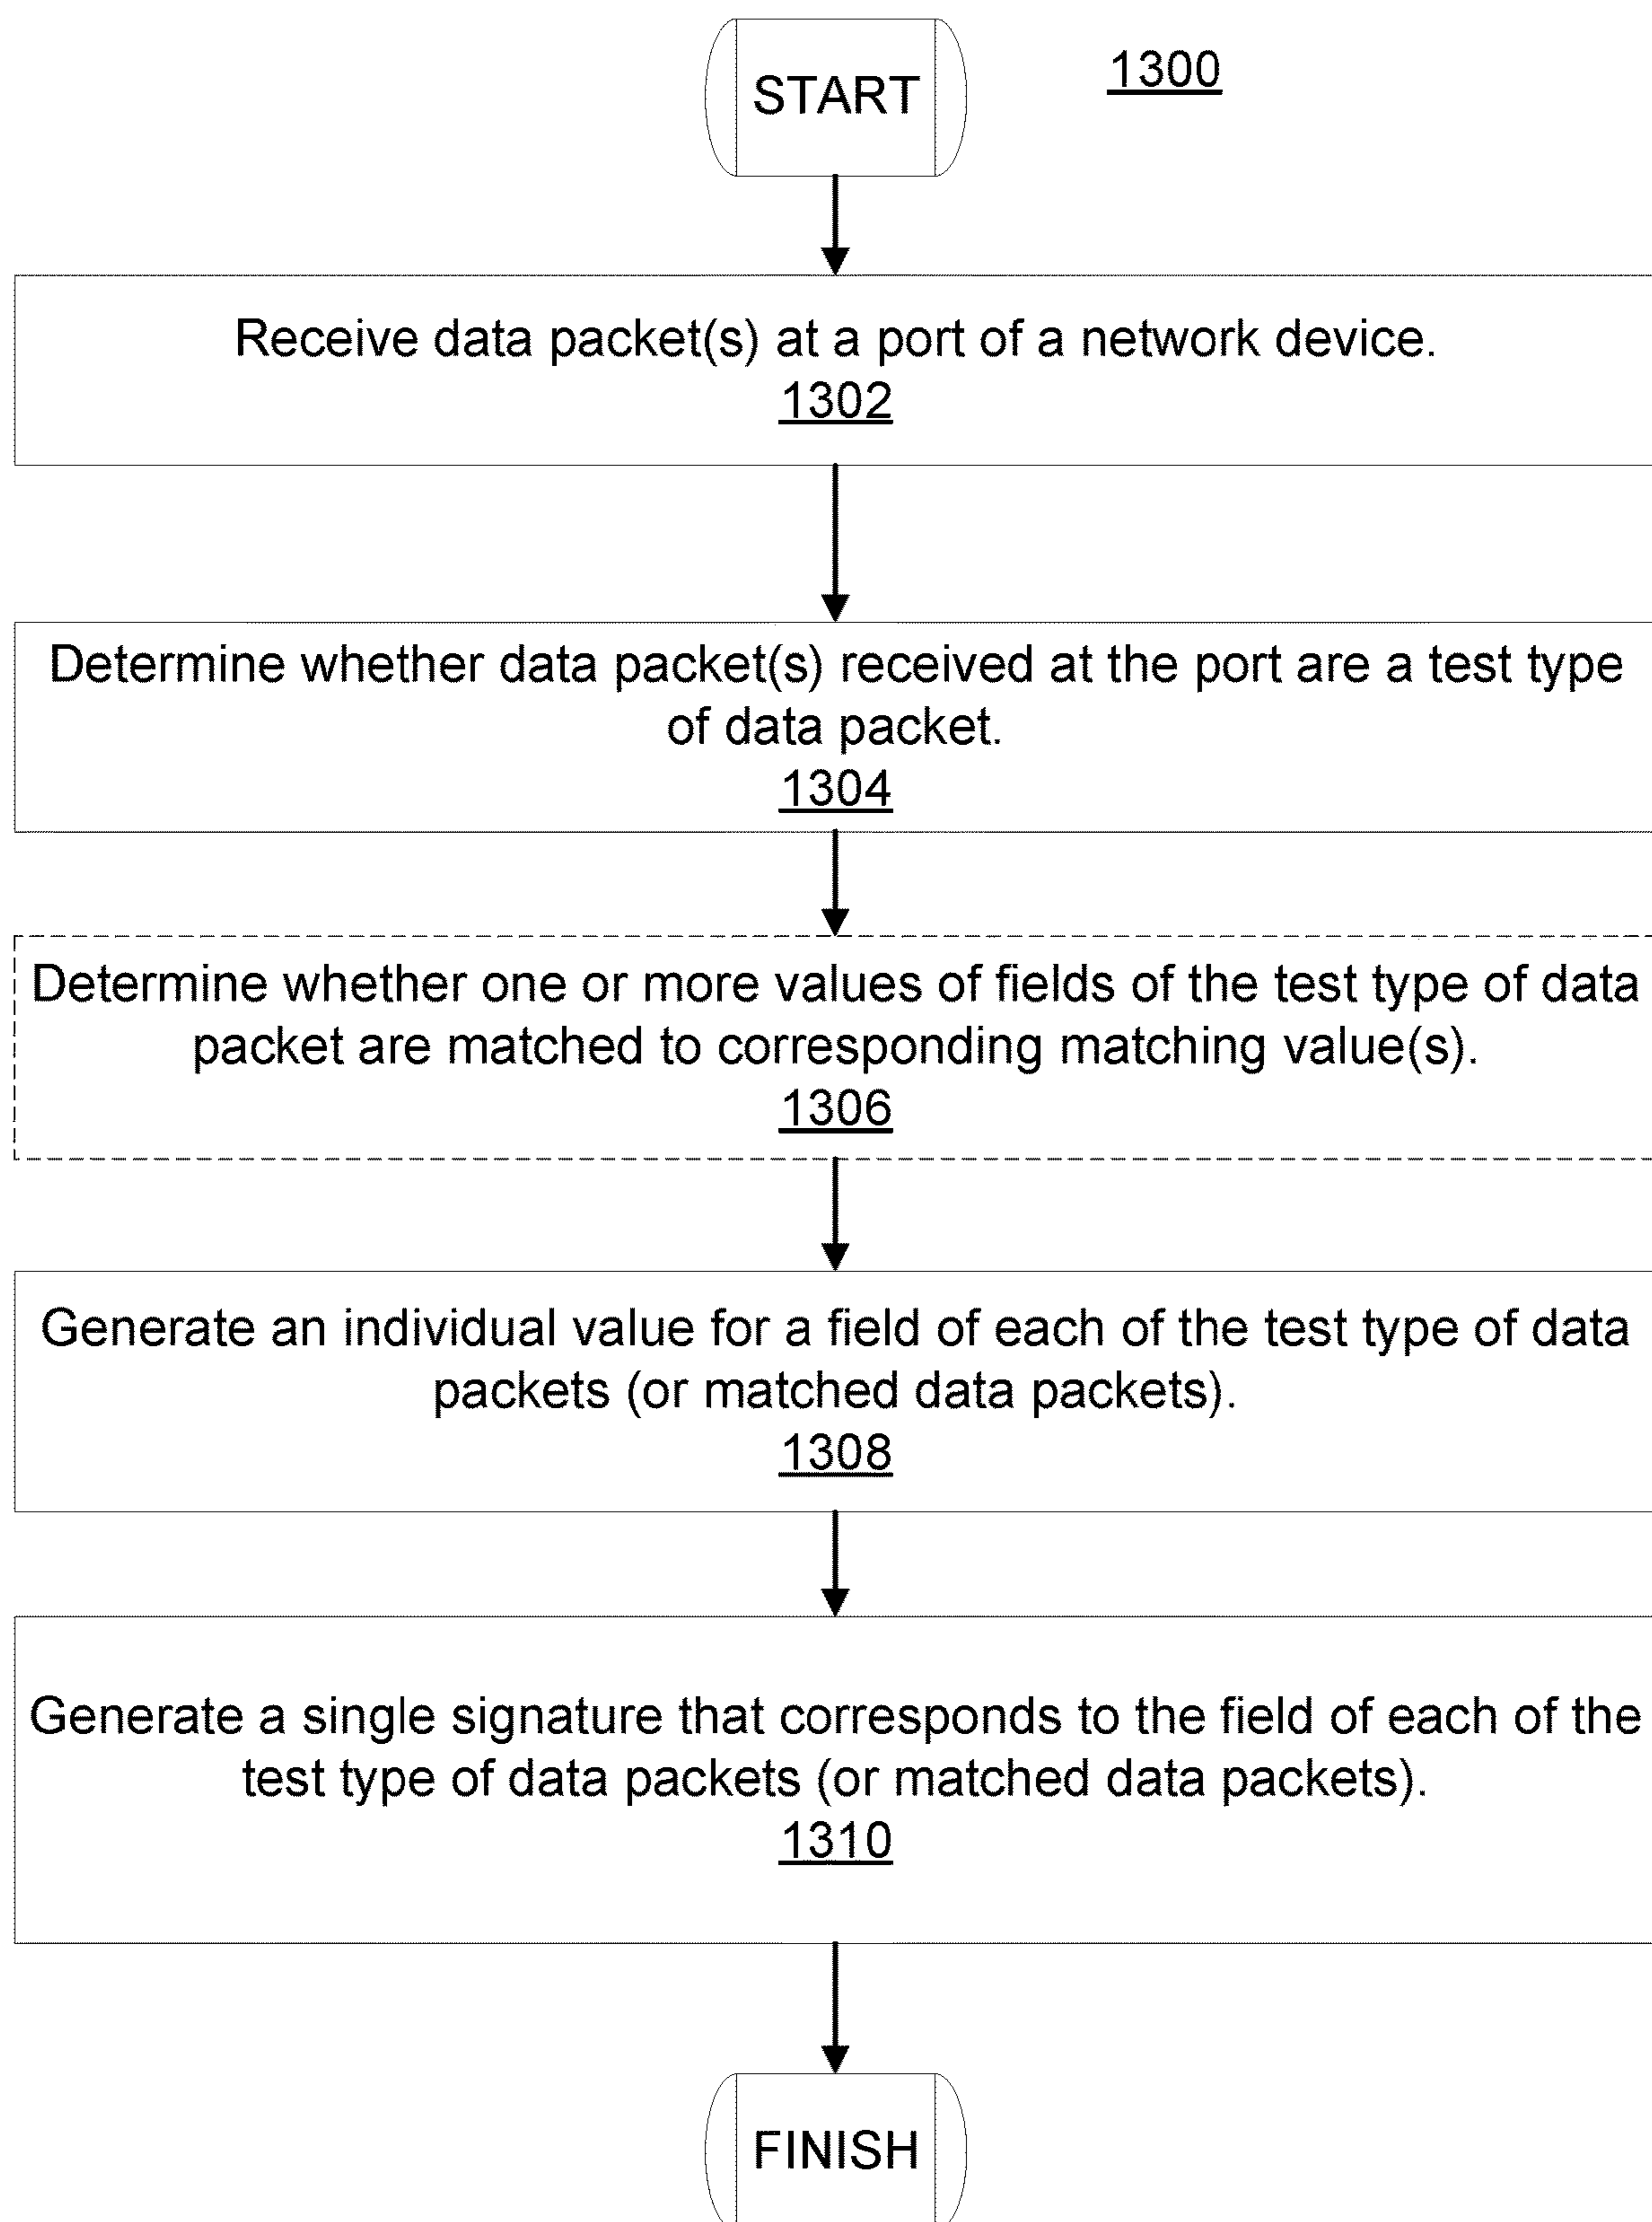 START
1300
Receive data packet(s) at a port of a network device.
1302
Determine whether data packet(s) received at the port are a test type
of data packet.
1304
Determine whether one or more values of fields of the test type of data
packet are matched to corresponding matching value(s).
1306
Generate an individual value for a field of each of the test type of data
packets (or matched data packets).
1308
Generate a single signature that corresponds to the field of each of the
test type of data packets (or matched data packets).
1310
FINISH